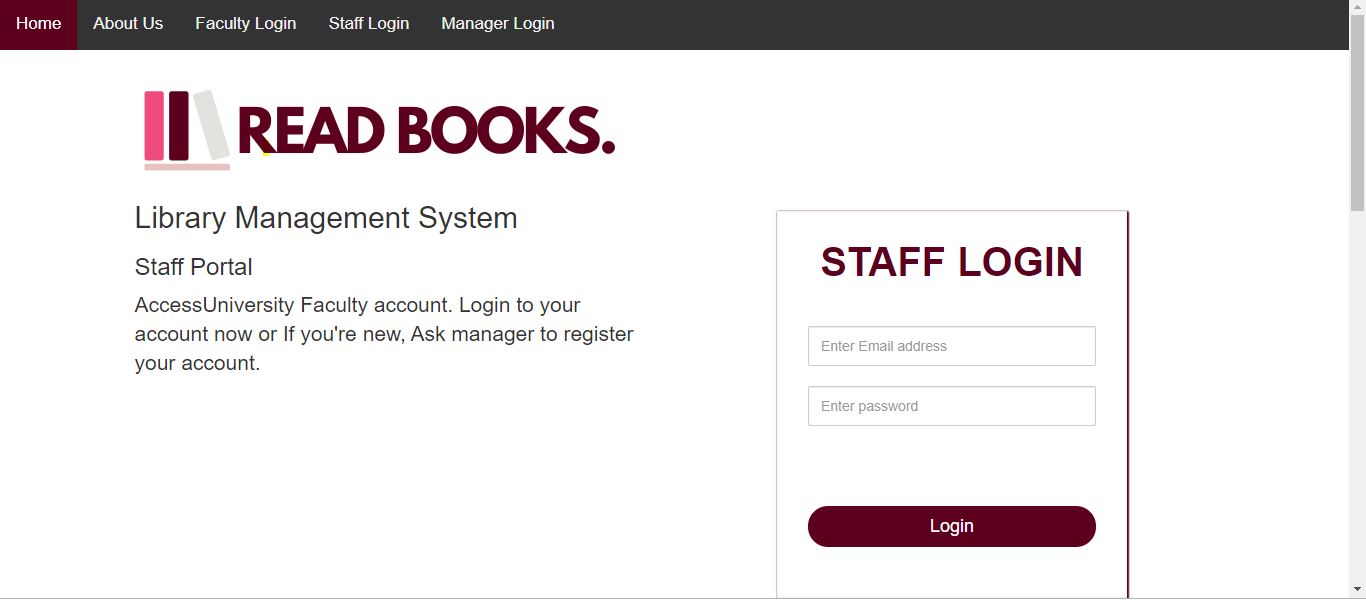 Home About Us Faculty Login Staff Login Manager Login
READ BOOKS.
Library Management System
Staff Portal
AccessUniversity Faculty account. Login to your
account now or If you're new, Ask manager to register
your account.
STAFF LOGIN
Enter Email address
Enter password
Login